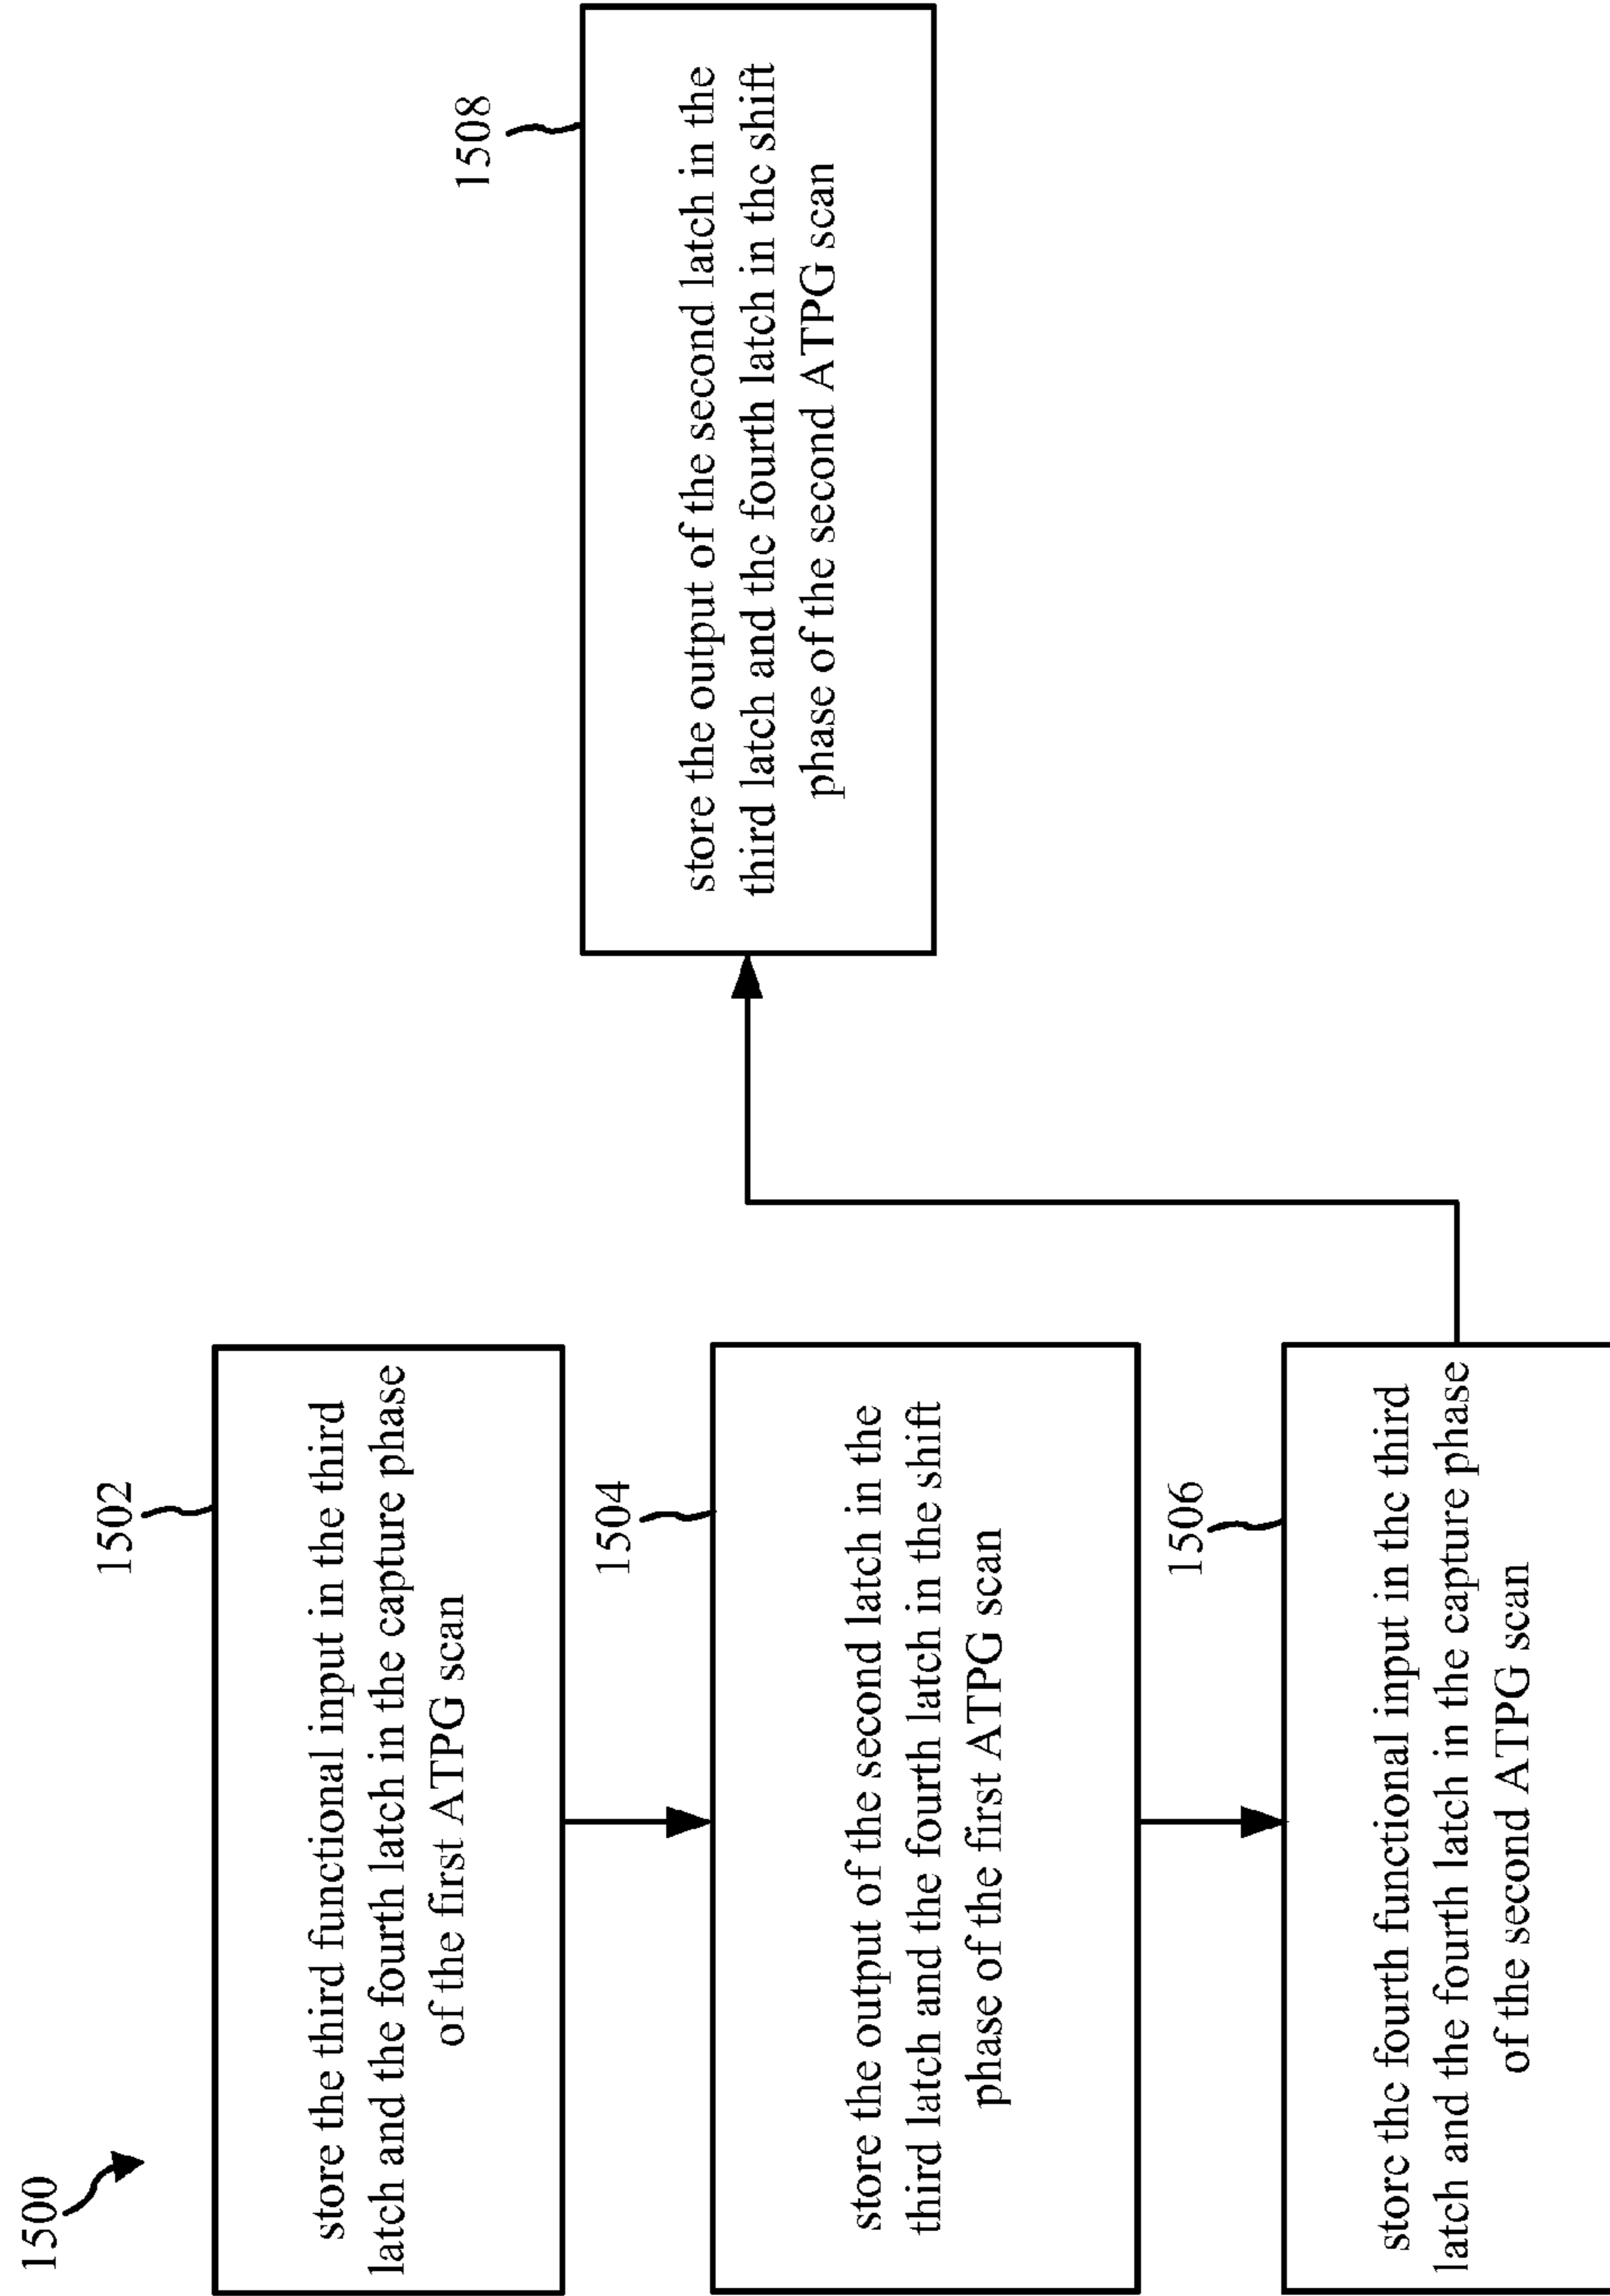 1500
1502
store the third functional input in the third
latch and the fourth latch in the capture phase
of the first ATPG scan
1504
store the output of the second latch in the
third latch and the fourth latch in the shift
phase of the first ATPG scan
1506
store the fourth functional input in the third
latch and the fourth latch in the capture phase
of the second ATPG scan
1508
store the output of the second latch in the
third latch and the fourth latch in the shift
phase of the second ATPG scan